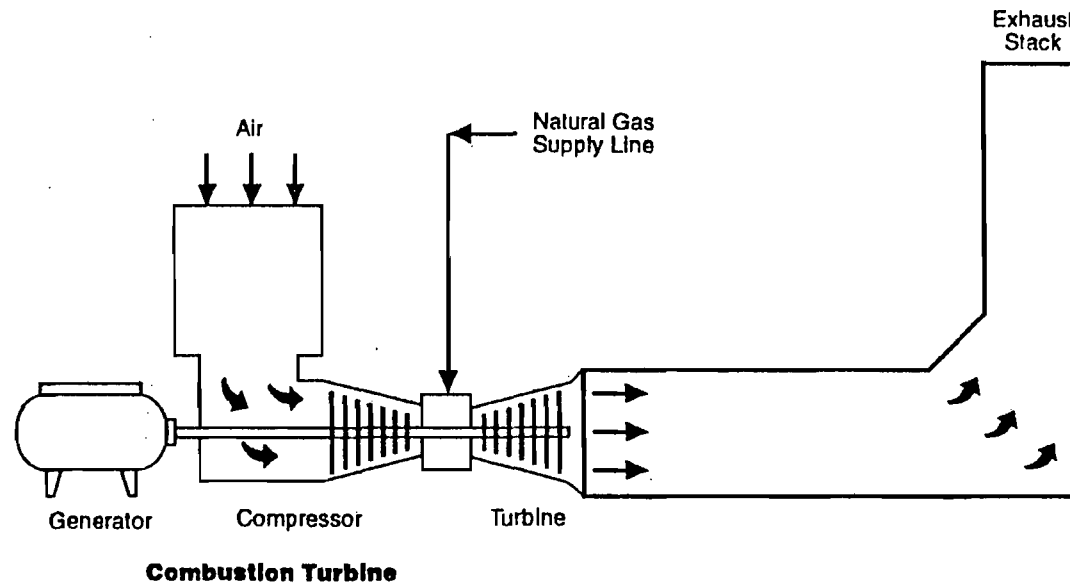 Exhaust
Stack
Air
Natural Gas
Supply Line
Generator
Compressor
Turbine
Combustion Turbine